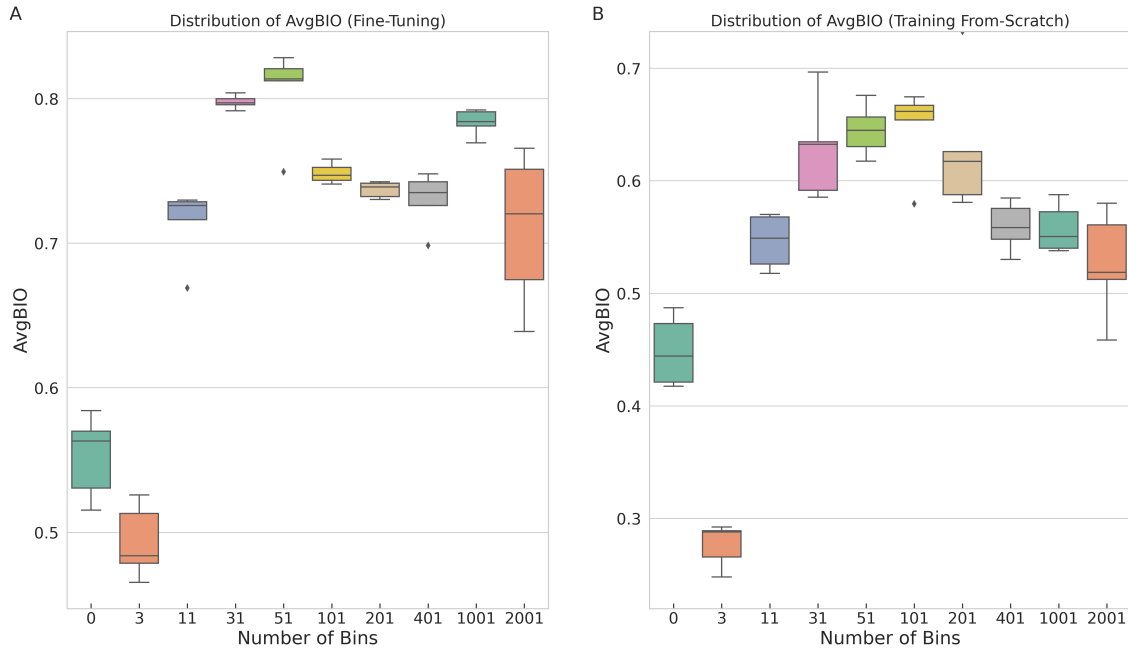 A
Distribution of AvgBIO (Fine-Tuning)
AvgBIO
0.8
0.7
0.6
0.5
0 3 11 31 51 101 201 401 1001 2001
Number of Bins
B
Distribution of AvgBIO (Training From-Scratch)
AvgBIO
0.7
0.6
0.5
0.4
0.3
0 3 11 31 51 101 201 401 1001 2001
Number of Bins